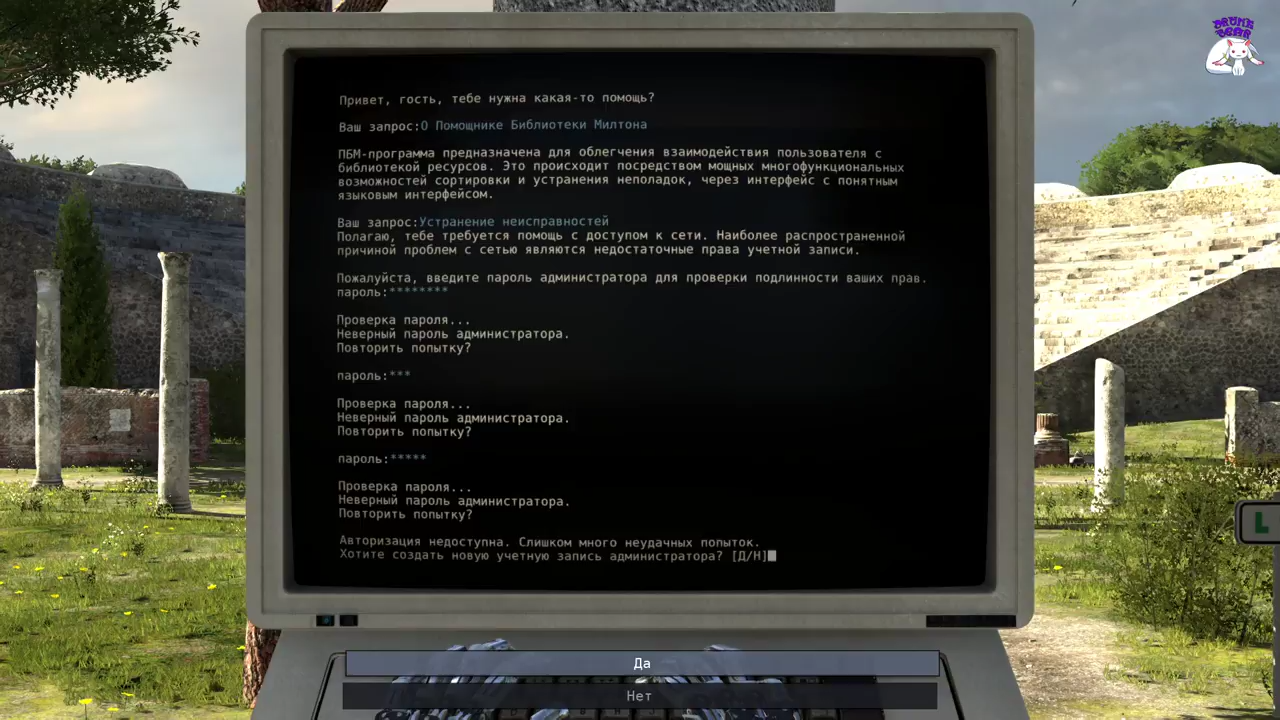 DRUNK
BEAR
Привет, гость, тебе нужна какая-то помощь?
Ваш запрос:О Помощнике Библиотеки Милтона
ПБМ-программа предназначена для облегчения взаимодействия пользователя с
библиотекой ресурсов. Это происходит посредством мощных многофункциональных
возможностей сортировки и устранения неполадок, через интерфейс с понятным
языковым интерфейсом.
Ваш запрос:Устранение неисправностей
Полагаю, тебе требуется помощь с доступом к сети. Наиболее распространенной
причиной проблем с сетью являются недостаточные права учетной записи.
Пожалуйста, введите пароль администратора для проверки подлинности ваших прав.
пароль:********
Проверка пароля...
Неверный пароль администратора.
Повторить попытку?
пароль:***
Проверка пароля...
Неверный пароль администратора.
Повторить попытку?
пароль:*****
Проверка пароля...
Неверный пароль администратора.
Повторить попытку?
Авторизация недоступна. Слишком много неудачных попыток.
Хотите создать новую учетную запись администратора? [Д/Н]
L
Да
Нет